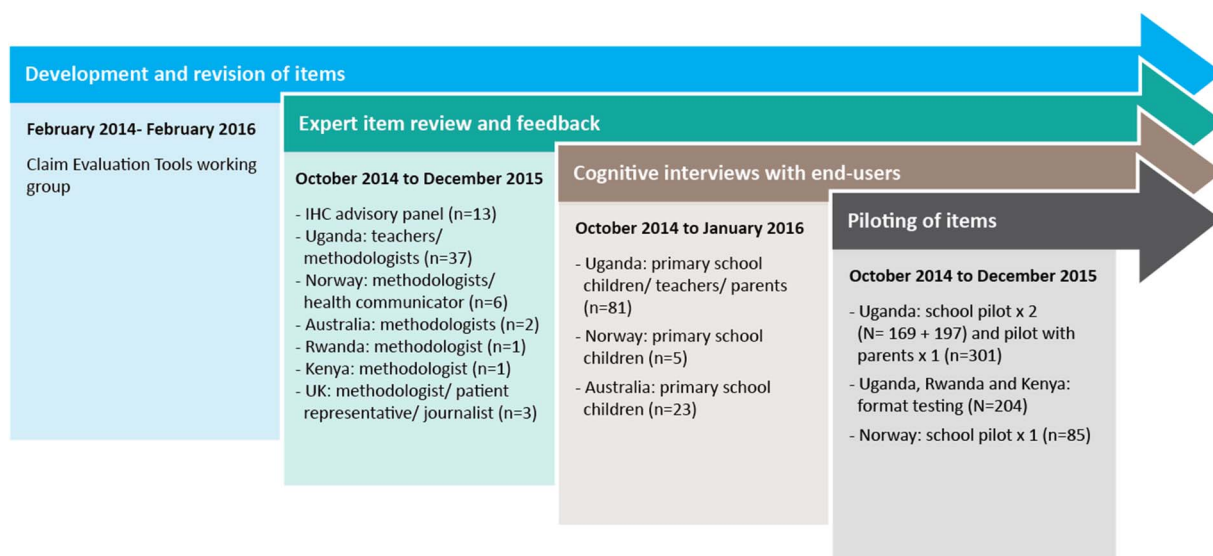 Development and revision of items
February 2014- February 2016
Claim Evaluation Tools working
group
Expert item review and feedback
October 2014 to December 2015
- IHC advisory panel (n=13)
- Uganda: teachers/
methodologists (n=37)
- Norway: methodologists/
health communicator (n=6)
- Australia: methodologists (n=2)
- Rwanda: methodologist (n=1)
- Kenya: methodologist (n=1)
- UK: methodologist/ patient
representative/ journalist (n=3)
Cognitive interviews with end-users
October 2014 to January 2016
- Uganda: primary school
children/ teachers/ parents
(n=81)
- Norway: primary school
children (n=5)
- Australia: primary school
children (n=23)
Piloting of items
October 2014 to December 2015
- Uganda: school pilot x 2
(N= 169 + 197) and pilot with
parents x 1 (n=301)
- Uganda, Rwanda and Kenya:
format testing (N=204)
- Norway: school pilot x 1 (n=85)